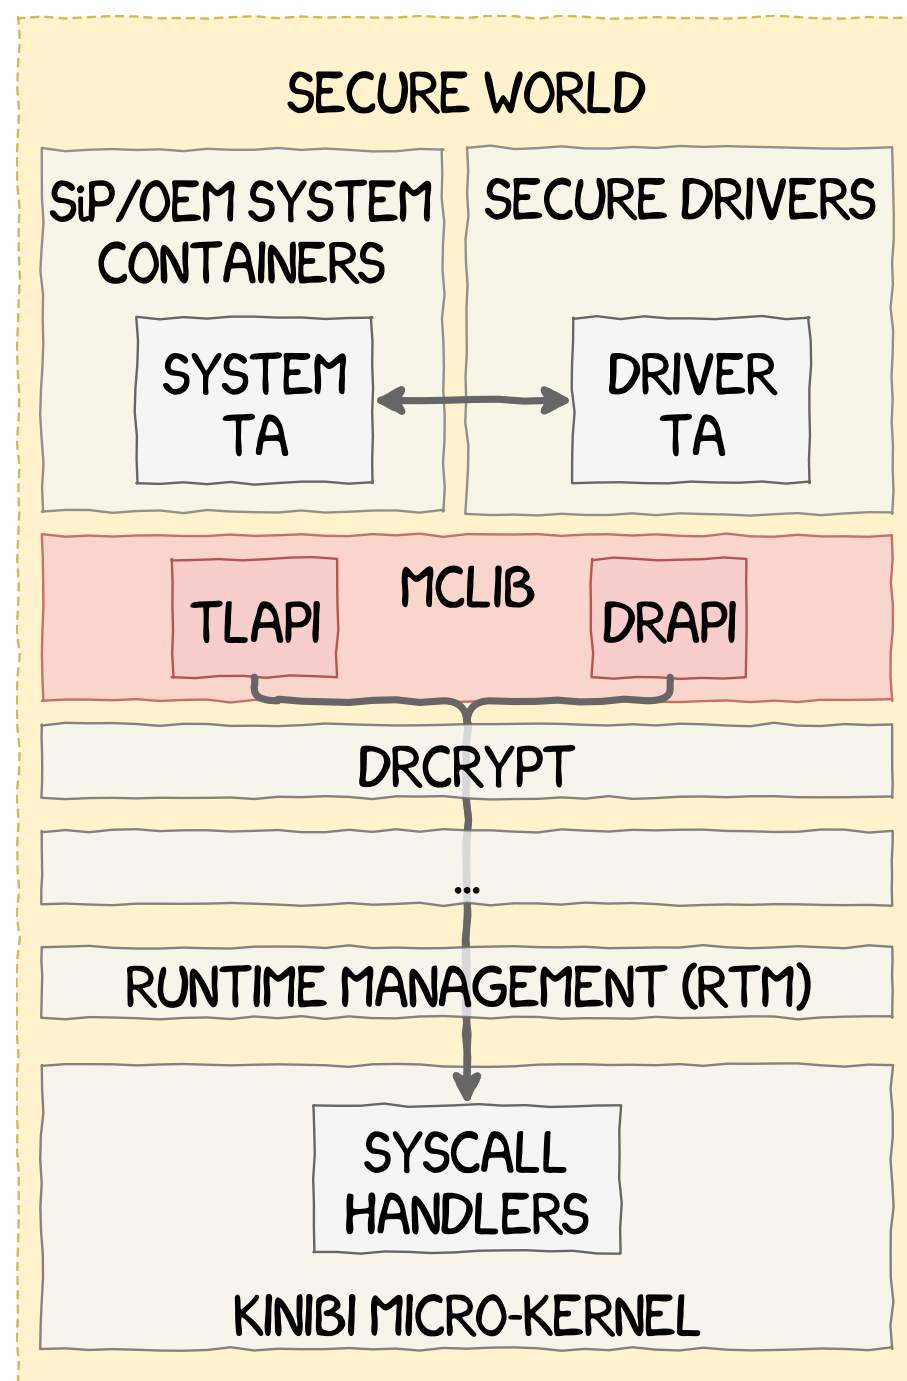 SECURE WORLD
SiP/OEM SYSTEM
CONTAINERS
SECURE DRIVERS
SYSTEM
TA
DRIVER
TA
MCLIB
TLAPI
DRAPI
DRCRYPT
...
RUNTIME MANAGEMENT (RTM)
SYSCALL
HANDLERS
KINIBI MICRO-KERNEL